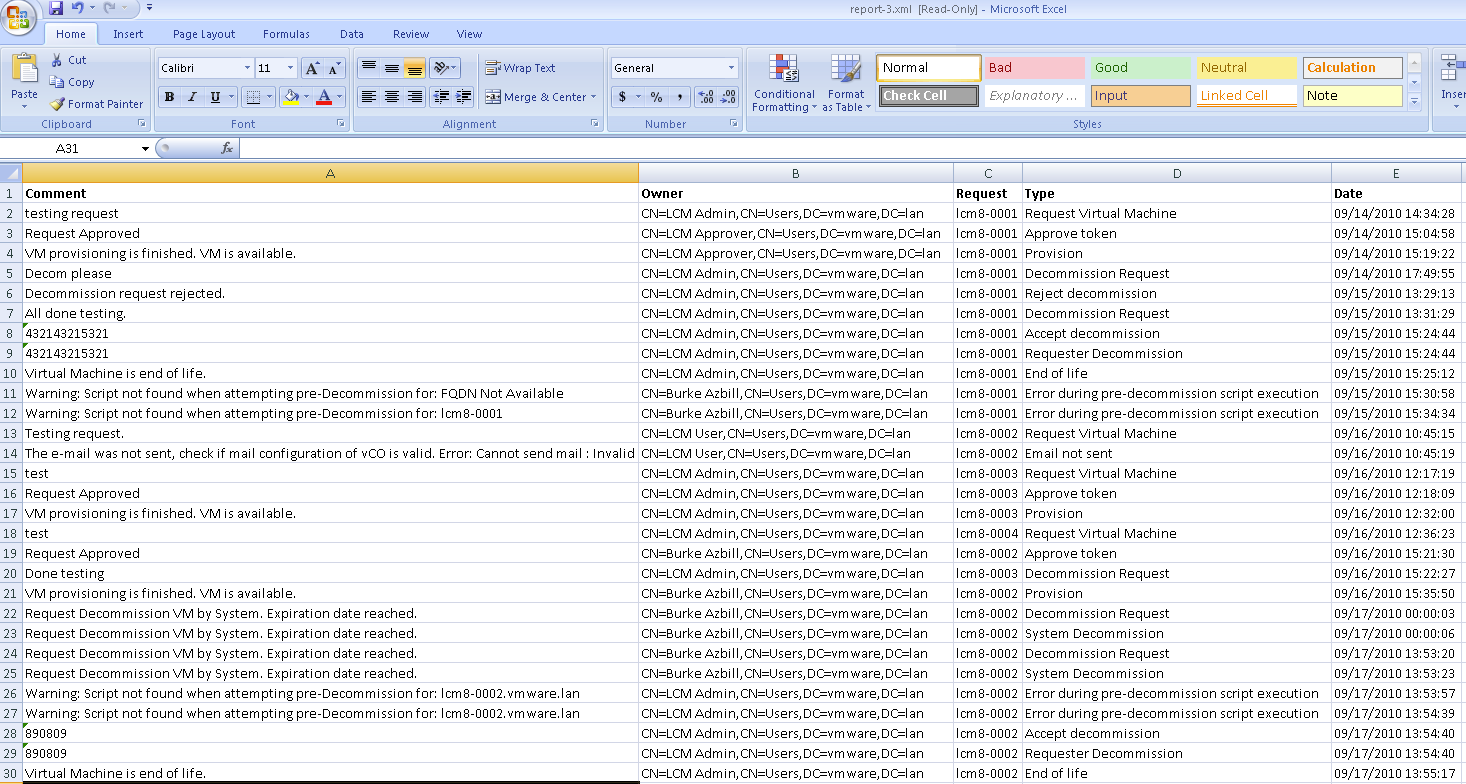 report-3.xml [Read-Only] - Microsoft Excel
Home Insert Page Layout Formulas Data Review View
Paste Cut Copy Format Painter Clipboard
Calibri 11 A A B I U A Font
Wrap Text Merge & Center Alignment
General $ % , .0 .00 .00 .0 Number
Conditional Formatting Format as Table
Normal Bad Good Neutral Calculation
Check Cell Explanatory ... Input Linked Cell Note
Styles
Inser
A31 fx
A B C D E
1 Comment Owner Request Type Date
2 testing request CN=LCM Admin,CN=Users,DC=vmware,DC=lan lcm8-0001 Request Virtual Machine 09/14/2010 14:34:28
3 Request Approved CN=LCM Approver,CN=Users,DC=vmware,DC=lan lcm8-0001 Approve token 09/14/2010 15:04:58
4 VM provisioning is finished. VM is available. CN=LCM Approver,CN=Users,DC=vmware,DC=lan lcm8-0001 Provision 09/14/2010 15:19:22
5 Decom please CN=LCM Admin,CN=Users,DC=vmware,DC=lan lcm8-0001 Decommission Request 09/14/2010 17:49:55
6 Decommission request rejected. CN=LCM Admin,CN=Users,DC=vmware,DC=lan lcm8-0001 Reject decommission 09/15/2010 13:29:13
7 All done testing. CN=LCM Admin,CN=Users,DC=vmware,DC=lan lcm8-0001 Decommission Request 09/15/2010 13:31:29
8 432143215321 CN=LCM Admin,CN=Users,DC=vmware,DC=lan lcm8-0001 Accept decommission 09/15/2010 15:24:44
9 432143215321 CN=LCM Admin,CN=Users,DC=vmware,DC=lan lcm8-0001 Requester Decommission 09/15/2010 15:24:44
10 Virtual Machine is end of life. CN=LCM Admin,CN=Users,DC=vmware,DC=lan lcm8-0001 End of life 09/15/2010 15:25:12
11 Warning: Script not found when attempting pre-Decommission for: FQDN Not Available CN=Burke Azbill,CN=Users,DC=vmware,DC=lan lcm8-0001 Error during pre-decommission script execution 09/15/2010 15:30:58
12 Warning: Script not found when attempting pre-Decommission for: lcm8-0001 CN=Burke Azbill,CN=Users,DC=vmware,DC=lan lcm8-0001 Error during pre-decommission script execution 09/15/2010 15:34:34
13 Testing request. CN=LCM User,CN=Users,DC=vmware,DC=lan lcm8-0002 Request Virtual Machine 09/16/2010 10:45:15
14 The e-mail was not sent, check if mail configuration of vCO is valid. Error: Cannot send mail : Invalid CN=LCM User,CN=Users,DC=vmware,DC=lan lcm8-0002 Email not sent 09/16/2010 10:45:19
15 test CN=LCM Admin,CN=Users,DC=vmware,DC=lan lcm8-0003 Request Virtual Machine 09/16/2010 12:17:19
16 Request Approved CN=LCM Admin,CN=Users,DC=vmware,DC=lan lcm8-0003 Approve token 09/16/2010 12:18:09
17 VM provisioning is finished. VM is available. CN=LCM Admin,CN=Users,DC=vmware,DC=lan lcm8-0003 Provision 09/16/2010 12:32:00
18 test CN=LCM Admin,CN=Users,DC=vmware,DC=lan lcm8-0004 Request Virtual Machine 09/16/2010 12:36:23
19 Request Approved CN=Burke Azbill,CN=Users,DC=vmware,DC=lan lcm8-0002 Approve token 09/16/2010 15:21:30
20 Done testing CN=LCM Admin,CN=Users,DC=vmware,DC=lan lcm8-0003 Decommission Request 09/16/2010 15:22:27
21 VM provisioning is finished. VM is available. CN=Burke Azbill,CN=Users,DC=vmware,DC=lan lcm8-0002 Provision 09/16/2010 15:35:50
22 Request Decommission VM by System. Expiration date reached. CN=Burke Azbill,CN=Users,DC=vmware,DC=lan lcm8-0002 Decommission Request 09/17/2010 00:00:03
23 Request Decommission VM by System. Expiration date reached. CN=Burke Azbill,CN=Users,DC=vmware,DC=lan lcm8-0002 System Decommission 09/17/2010 00:00:06
24 Request Decommission VM by System. Expiration date reached. CN=Burke Azbill,CN=Users,DC=vmware,DC=lan lcm8-0002 Decommission Request 09/17/2010 13:53:20
25 Request Decommission VM by System. Expiration date reached. CN=Burke Azbill,CN=Users,DC=vmware,DC=lan lcm8-0002 System Decommission 09/17/2010 13:53:23
26 Warning: Script not found when attempting pre-Decommission for: lcm8-0002.vmware.lan CN=LCM Admin,CN=Users,DC=vmware,DC=lan lcm8-0002 Error during pre-decommission script execution 09/17/2010 13:53:57
27 Warning: Script not found when attempting pre-Decommission for: lcm8-0002.vmware.lan CN=LCM Admin,CN=Users,DC=vmware,DC=lan lcm8-0002 Error during pre-decommission script execution 09/17/2010 13:54:39
28 890809 CN=LCM Admin,CN=Users,DC=vmware,DC=lan lcm8-0002 Accept decommission 09/17/2010 13:54:40
29 890809 CN=LCM Admin,CN=Users,DC=vmware,DC=lan lcm8-0002 Requester Decommission 09/17/2010 13:54:40
30 Virtual Machine is end of life. CN=LCM Admin,CN=Users,DC=vmware,DC=lan lcm8-0002 End of life 09/17/2010 13:55:17